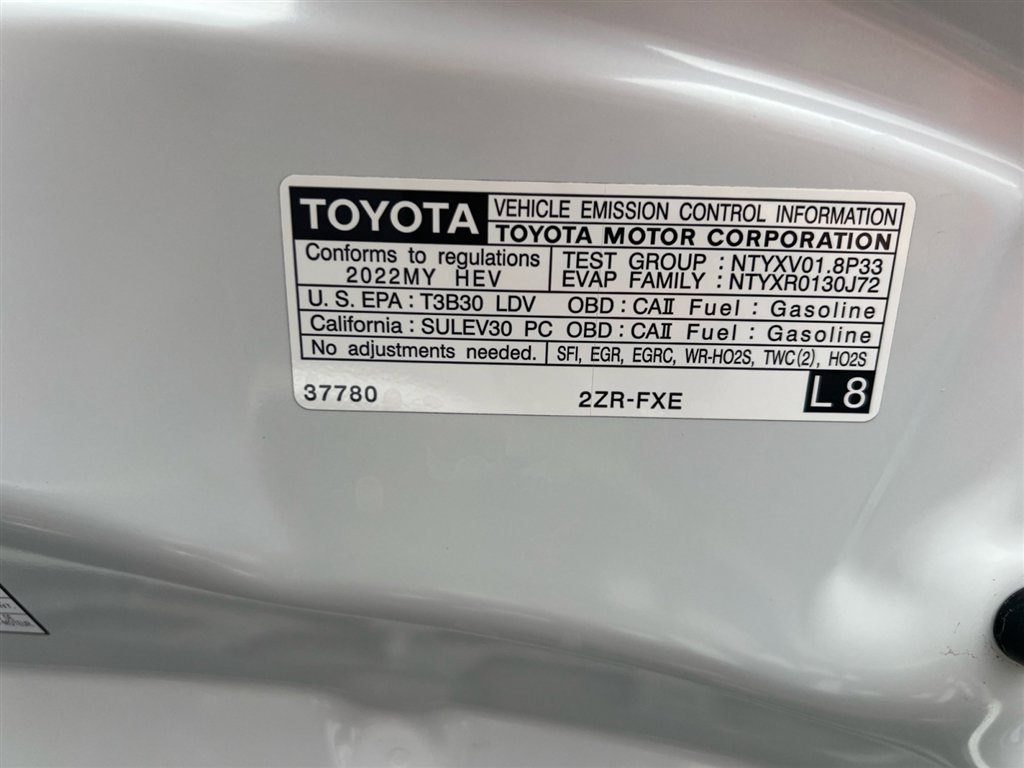 TOYOTA
VEHICLE EMISSION CONTROL INFORMATION
TOYOTA MOTOR CORPORATION
Conforms to regulations
2022MY HEV
TEST GROUP : NTYXV01.8P33
EVAP FAMILY : NTYXR0130J72
U. S. EPA : T3B30 LDV OBD : CAⅡ Fuel : Gasoline
California : SULEV30 PC OBD : CAⅡ Fuel : Gasoline
No adjustments needed. SFI, EGR, EGRC, WR-HO2S, TWC(2), HO2S
37780 2ZR-FXE L 8